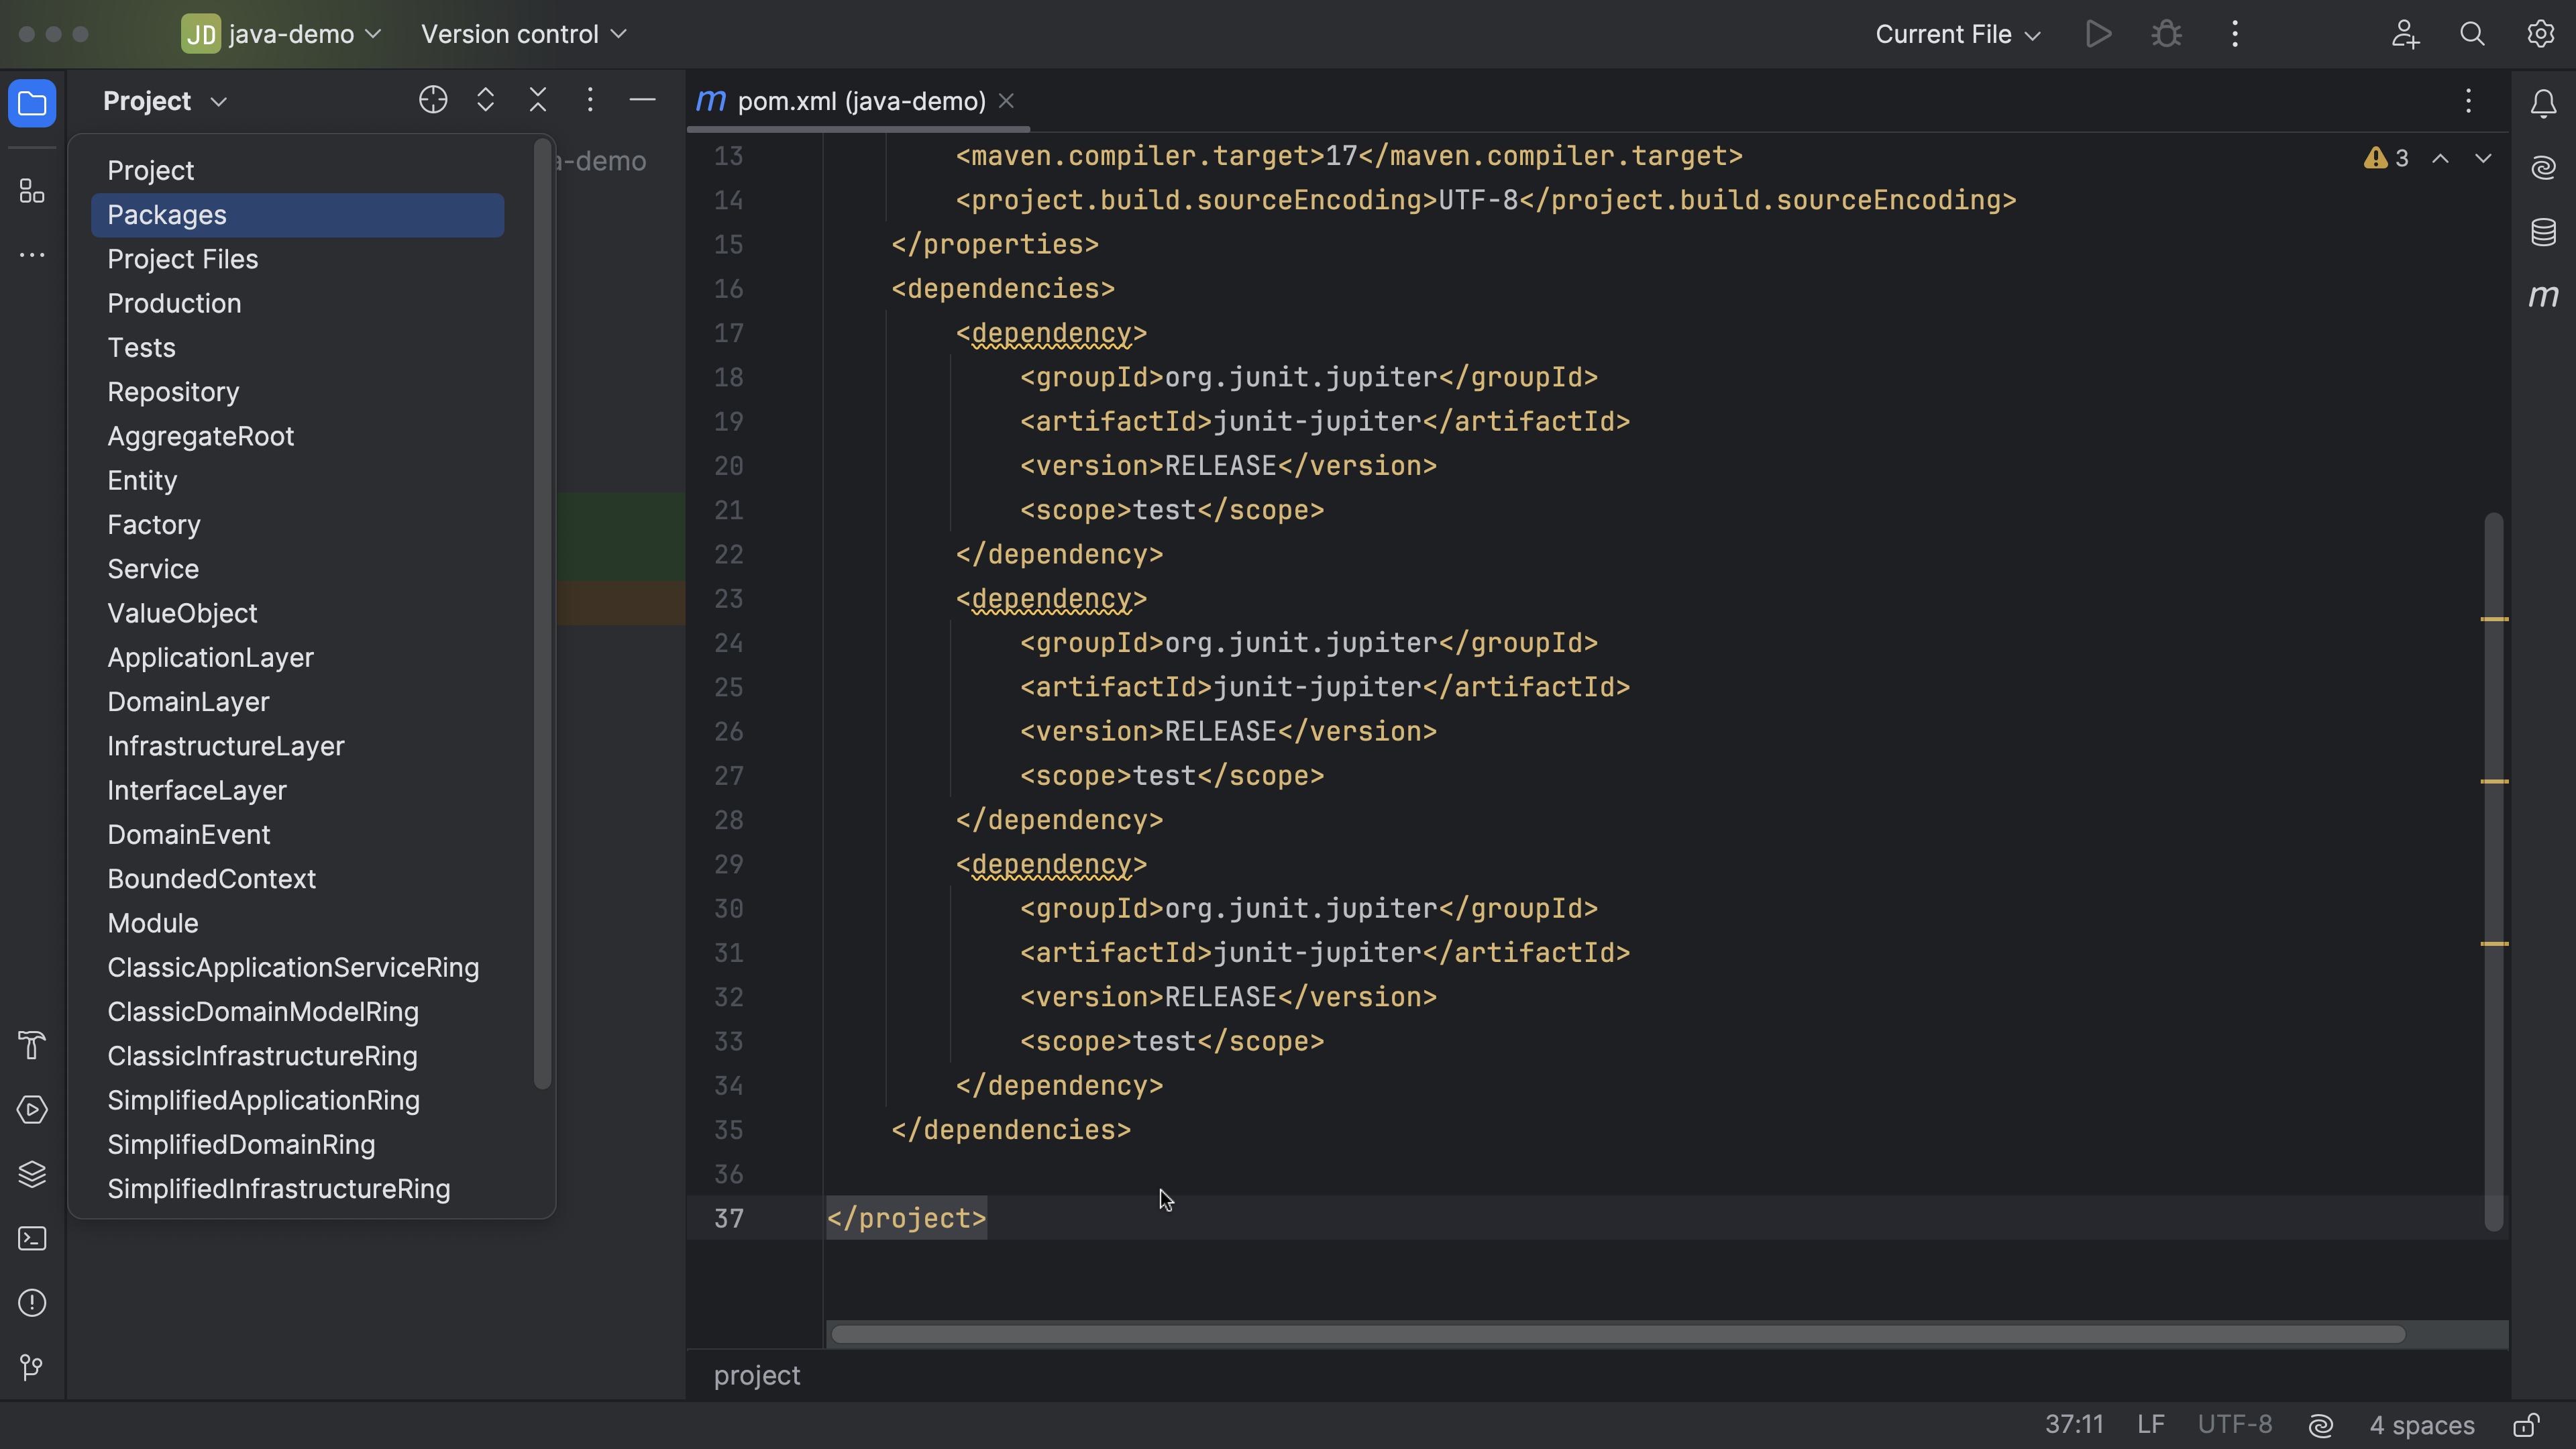 JD java-demo Version control Current File
Project
pom.xml (java-demo)
a-demo
Project
Packages
Project Files
Production
Tests
Repository
AggregateRoot
Entity
Factory
Service
ValueObject
ApplicationLayer
DomainLayer
InfrastructureLayer
InterfaceLayer
DomainEvent
BoundedContext
Module
ClassicApplicationServiceRing
ClassicDomainModelRing
ClassicInfrastructureRing
SimplifiedApplicationRing
SimplifiedDomainRing
SimplifiedInfrastructureRing
3
13 <maven.compiler.target>17</maven.compiler.target>
14 <project.build.sourceEncoding>UTF-8</project.build.sourceEncoding>
15 </properties>
16 <dependencies>
17 <dependency>
18 <groupId>org.junit.jupiter</groupId>
19 <artifactId>junit-jupiter</artifactId>
20 <version>RELEASE</version>
21 <scope>test</scope>
22 </dependency>
23 <dependency>
24 <groupId>org.junit.jupiter</groupId>
25 <artifactId>junit-jupiter</artifactId>
26 <version>RELEASE</version>
27 <scope>test</scope>
28 </dependency>
29 <dependency>
30 <groupId>org.junit.jupiter</groupId>
31 <artifactId>junit-jupiter</artifactId>
32 <version>RELEASE</version>
33 <scope>test</scope>
34 </dependency>
35 </dependencies>
36
37 </project>
project
37:11 LF UTF-8 4 spaces